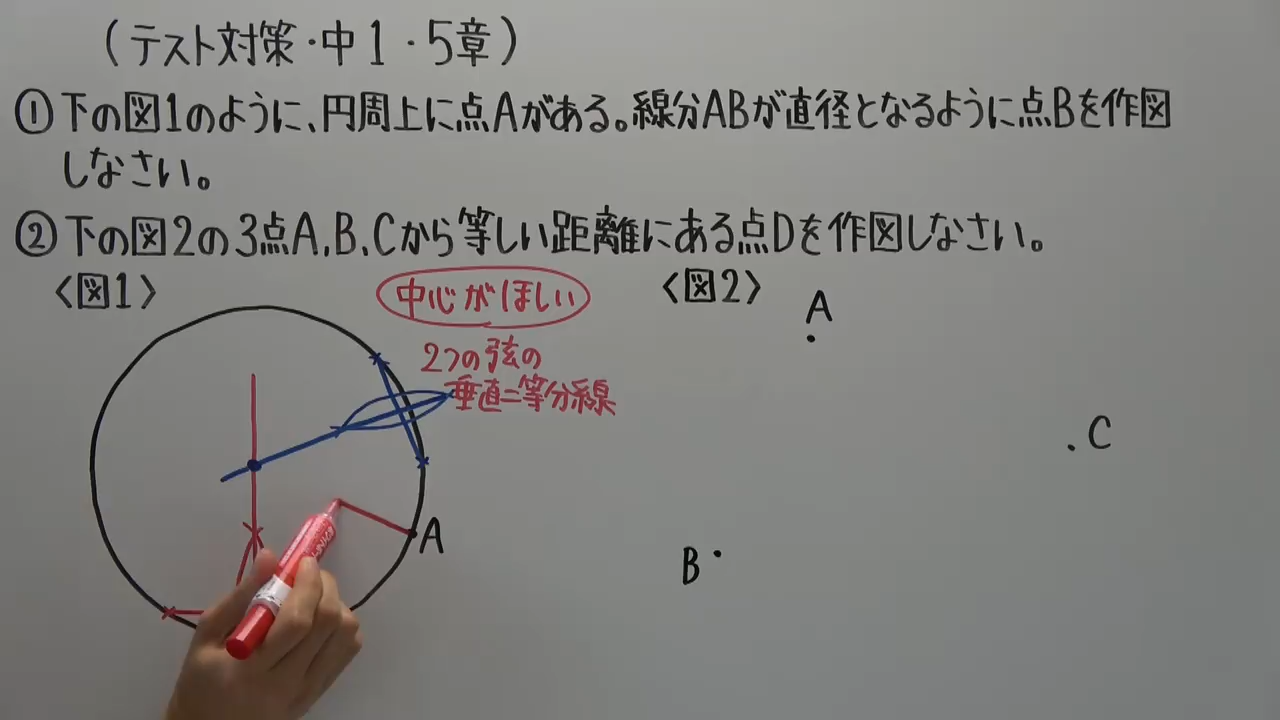 （テスト対策・中1・5章）
①下の図1のように、円周上に点Aがある。線分ABが直径となるように点Bを作図
しなさい。
②下の図2の3点A,B,Cから等しい距離にある点Dを作図しなさい。
〈図1〉
中心がほしい
2つの弦の
垂直二等分線
A
〈図2〉
A
C
B